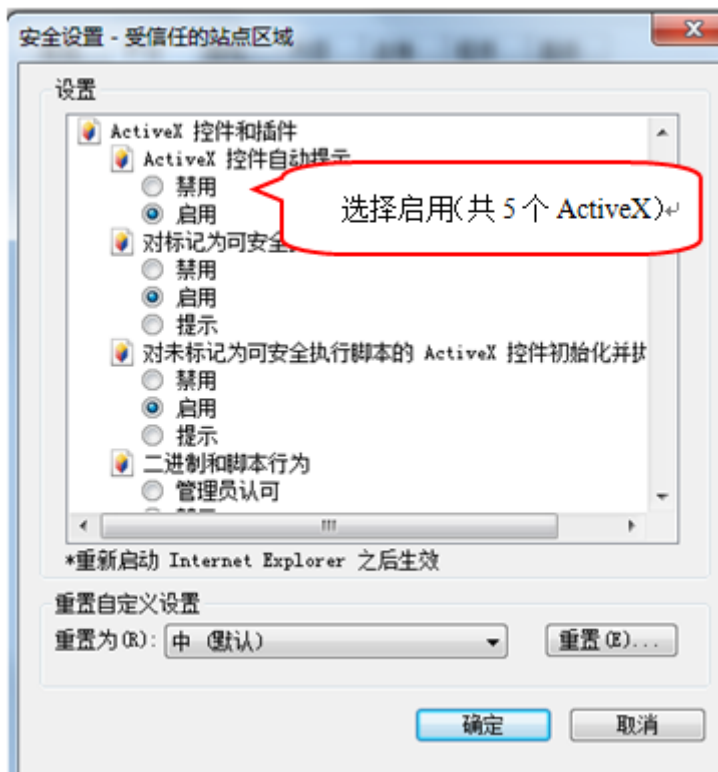 安全设置 - 受信任的站点区域
设置
ActiveX 控件和插件
ActiveX 控件自动提示
禁用
启用
选择启用(共 5 个 ActiveX)
对标记为可安全
禁用
启用
提示
对未标记为可安全执行脚本的 ActiveX 控件初始化并执
禁用
启用
提示
二进制和脚本行为
管理员认可
*重新启动 Internet Explorer 之后生效
重置自定义设置
重置为(R):
中 (默认)
重置(E)...
确定
取消